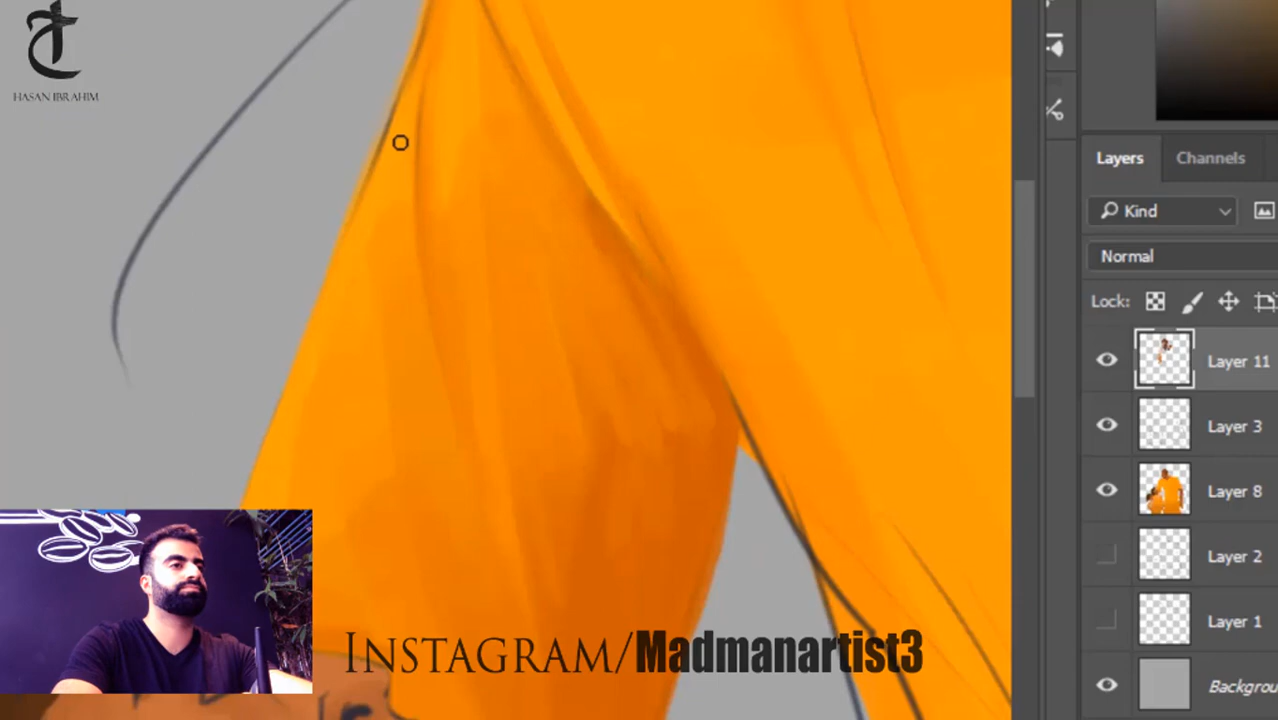 HASAN IBRAHIM
Layers Channels
Kind
Normal
Lock:
Layer 11
Layer 3
Layer 8
Layer 2
Layer 1
Backgrou
INSTAGRAM/Madmanartist3